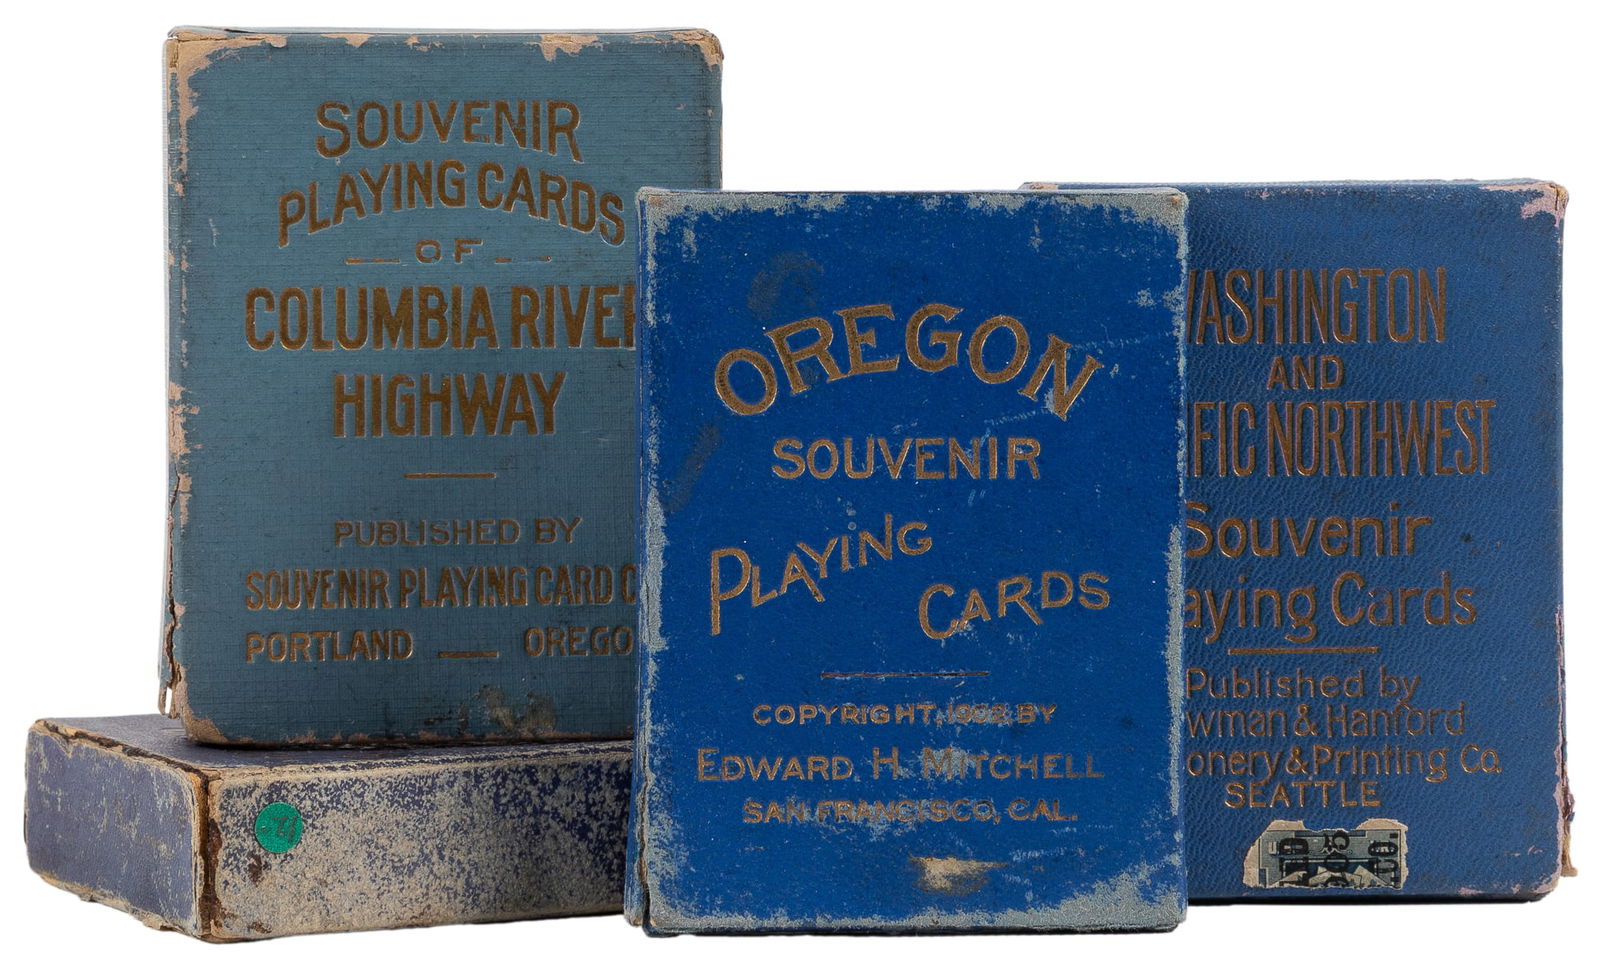 SOUVENIR
PLAYING CARDS
OF
COLUMBIA RIVER
HIGHWAY
PUBLISHED BY
SOUVENIR PLAYING CARD C
PORTLAND — OREGO
OREGON
SOUVENIR
PLAYING
CARDS
COPYRIGHT, BY
EDWARD H. MITCHELL
SAN FRANCISCO, CAL.
WASHINGTON
AND
IFIC NORTHWEST
Souvenir
aying Cards
Published by
wman & Hanford
onery & Printing Co.
SEATTLE